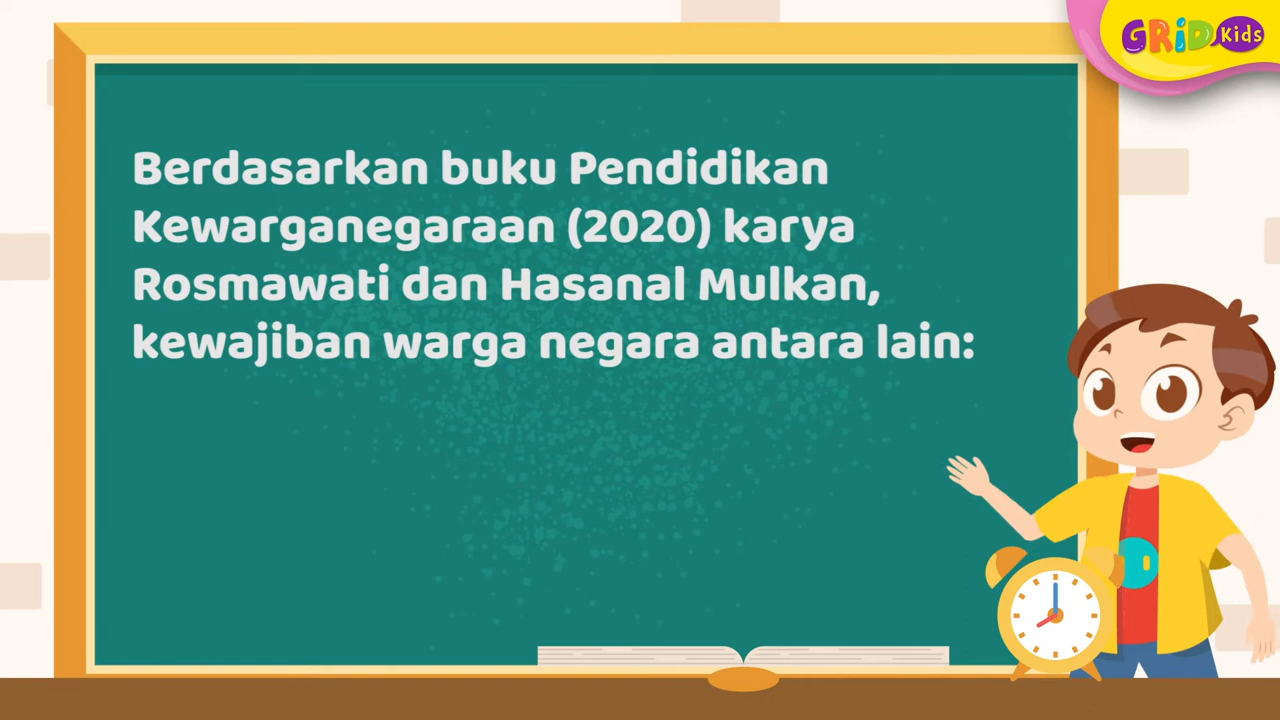 GRID Kids
Berdasarkan buku Pendidikan
Kewarganegaraan (2020) karya
Rosmawati dan Hasanal Mulkan,
kewajiban warga negara antara lain: